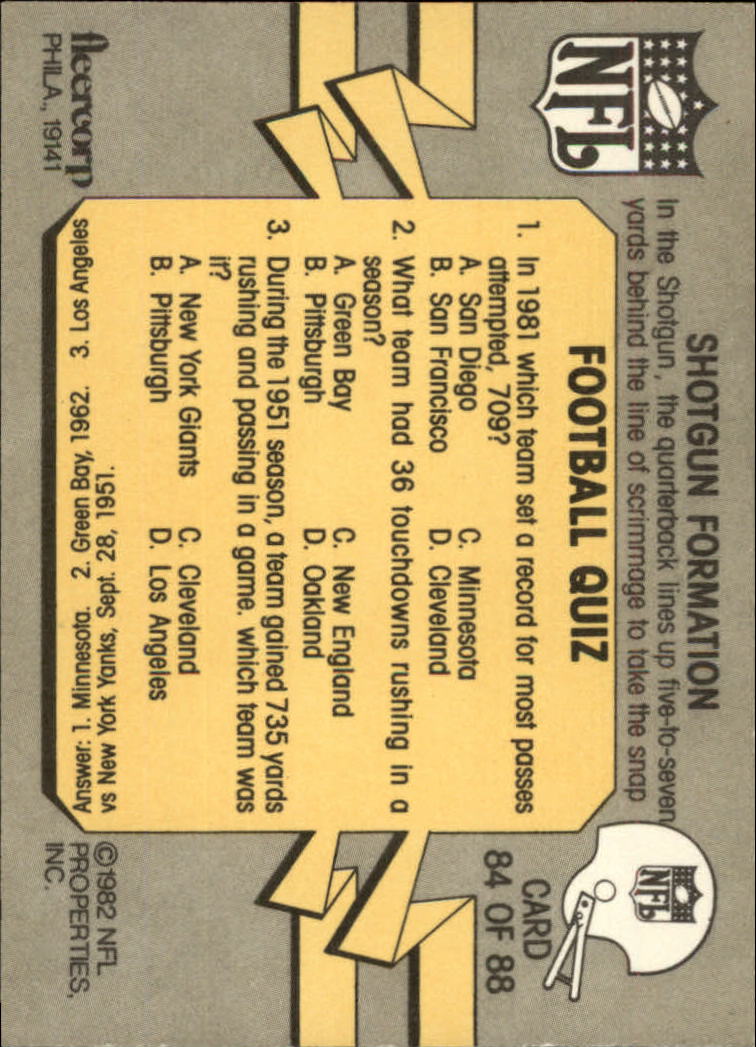 SHOTGUN FORMATION
In the Shotgun, the quarterback lines up five-to-seven
yards behind the line of scrimmage to take the snap
NFL
NFL
CARD
84 OF 88
FOOTBALL QUIZ
1. In 1981 which team set a record for most passes
attempted, 709?
A. San Diego C. Minnesota
B. San Francisco D. Cleveland
2. What team had 36 touchdowns rushing in a
season?
A. Green Bay C. New England
B. Pittsburgh D. Oakland
3. During the 1951 season, a team gained 735 yards
rushing and passing in a game. Which team was
it?
A. New York Giants C. Cleveland
B. Pittsburgh D. Los Angeles
Answer: 1. Minnesota. 2. Green Bay, 1962. 3. Los Angeles
vs New York Yanks, Sept. 28, 1951.
fleercorp
PHILA., 19141
©1982 NFL
PROPERTIES,
INC.